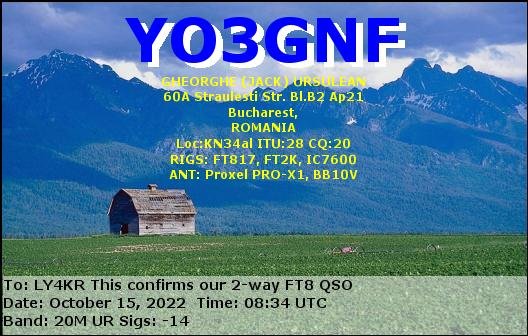 YO3GNF
GHEORGHE (JACK) URSULEAN
60A Straulesti Str. Bl.B2 Ap21
Bucharest,
ROMANIA
Loc:KN34al ITU:28 CQ:20
RIGS: FT817, FT2K, IC7600
ANT: Proxel PRO-X1, BB10V
To: LY4KR This confirms our 2-way FT8 QSO
Date: October 15, 2022 Time: 08:34 UTC
Band: 20M UR Sigs: -14